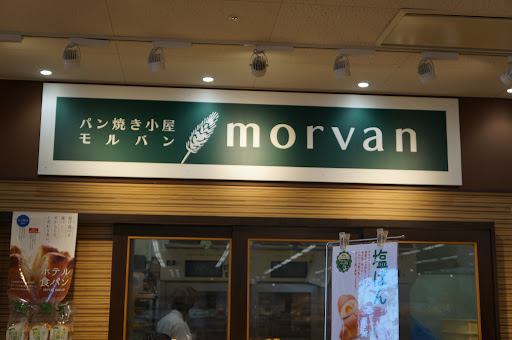 パン焼き小屋
モルバン
morvan
ホテル
食パン
塩ぱん
morvan